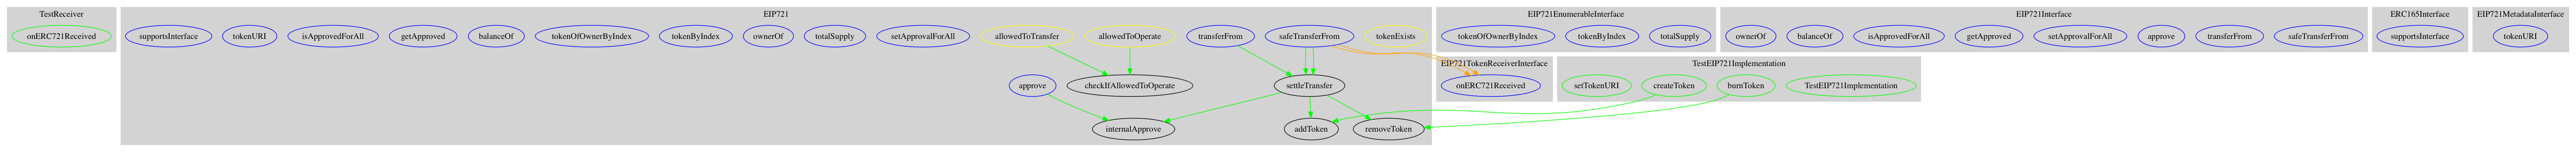 TestReceiver
onERC721Received
EIP721
supportsInterface
tokenURI
isApprovedForAll
getApproved
balanceOf
tokenOfOwnerByIndex
tokenByIndex
ownerOf
totalSupply
setApprovalForAll
allowedToTransfer
allowedToOperate
transferFrom
safeTransferFrom
tokenExists
approve
checkIfAllowedToOperate
settleTransfer
internalApprove
addToken
removeToken
EIP721EnumerableInterface
tokenOfOwnerByIndex
tokenByIndex
totalSupply
EIP721Interface
ownerOf
balanceOf
isApprovedForAll
getApproved
setApprovalForAll
approve
transferFrom
safeTransferFrom
ERC165Interface
supportsInterface
EIP721MetadataInterface
tokenURI
EIP721TokenReceiverInterface
onERC721Received
TestEIP721Implementation
setTokenURI
createToken
burnToken
TestEIP721Implementation